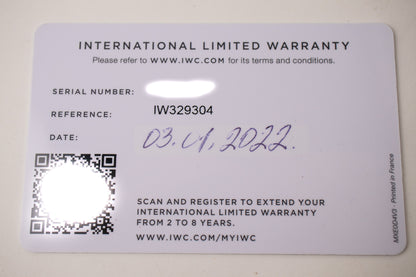 INTERNATIONAL LIMITED WARRANTY
Please refer to WWW.IWC.COM for its terms and conditions.
SERIAL NUMBER:
REFERENCE: IW329304
DATE: 03.01,2022.
SCAN AND REGISTER TO EXTEND YOUR
INTERNATIONAL LIMITED WARRANTY
FROM 2 TO 8 YEARS.
WWW.IWC.COM/MYIWC
MXE0D4V3 - Printed in France